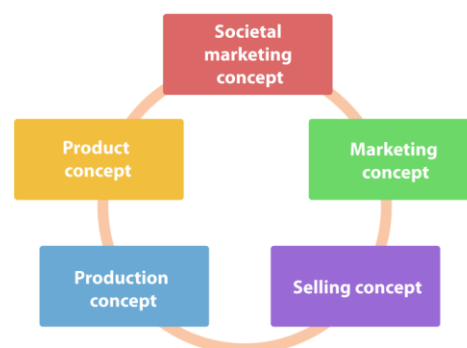 Societal
marketing
concept
Product
concept
Marketing
concept
Production
concept
Selling concept